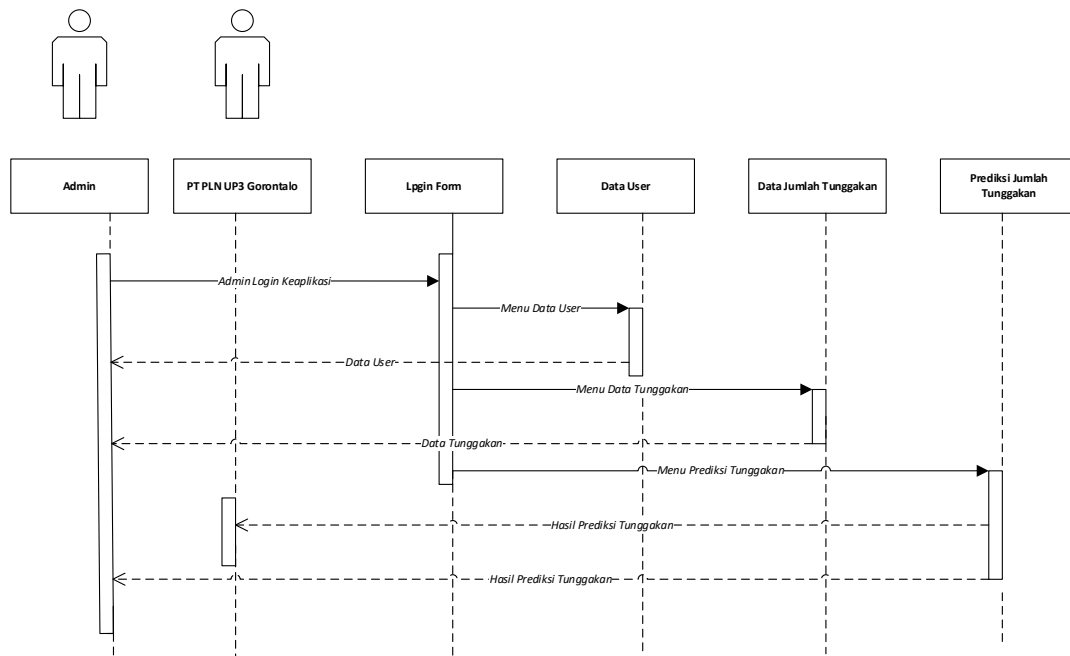 Admin
PT PLN UP3 Gorontalo
Lpgin Form
Data User
Data Jumlah Tunggakan
Prediksi Jumlah
Tunggakan
Admin Login Keaplikasi
Menu Data User
Data User
Menu Data Tunggakan
Data Tunggakan
Menu Prediksi Tunggakan
Hasil Prediksi Tunggakan
Hasil Prediksi Tunggakan